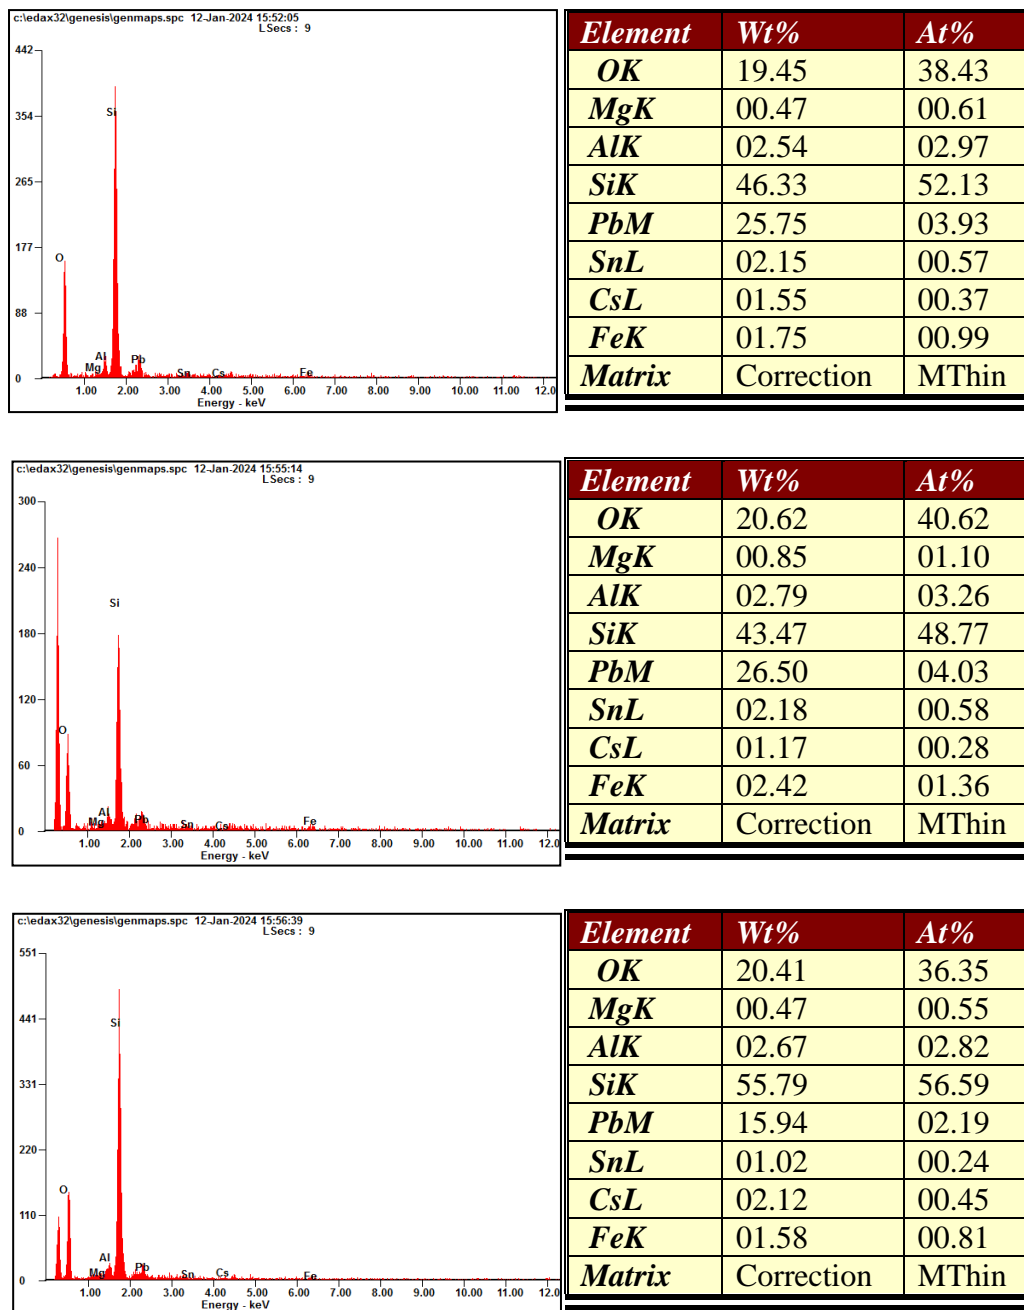 c:\edax32\genesis\genmaps.spc 12-Jan-2024 15:52:05
LSecs : 9
442
354
265
177
88
0
O
Mg
Al
Si
Pb
Sn
Cs
Fe
1.00 2.00 3.00 4.00 5.00 6.00 7.00 8.00 9.00 10.00 11.00 12.00
Energy - keV
Element Wt% At%
OK 19.45 38.43
MgK 00.47 00.61
AlK 02.54 02.97
SiK 46.33 52.13
PbM 25.75 03.93
SnL 02.15 00.57
CsL 01.55 00.37
FeK 01.75 00.99
Matrix Correction MThin
c:\edax32\genesis\genmaps.spc 12-Jan-2024 15:55:14
LSecs : 9
300
240
180
120
60
0
O
Mg
Al
Si
Pb
Sn
Cs
Fe
1.00 2.00 3.00 4.00 5.00 6.00 7.00 8.00 9.00 10.00 11.00 12.0
Energy - keV
Element Wt% At%
OK 20.62 40.62
MgK 00.85 01.10
AlK 02.79 03.26
SiK 43.47 48.77
PbM 26.50 04.03
SnL 02.18 00.58
CsL 01.17 00.28
FeK 02.42 01.36
Matrix Correction MThin
c:\edax32\genesis\genmaps.spc 12-Jan-2024 15:56:39
LSecs : 9
551
441
331
220
110
0
O
Mg
Al
Si
Pb
Sn
Cs
Fe
1.00 2.00 3.00 4.00 5.00 6.00 7.00 8.00 9.00 10.00 11.00 12.0
Energy - keV
Element Wt% At%
OK 20.41 36.35
MgK 00.47 00.55
AlK 02.67 02.82
SiK 55.79 56.59
PbM 15.94 02.19
SnL 01.02 00.24
CsL 02.12 00.45
FeK 01.58 00.81
Matrix Correction MThin